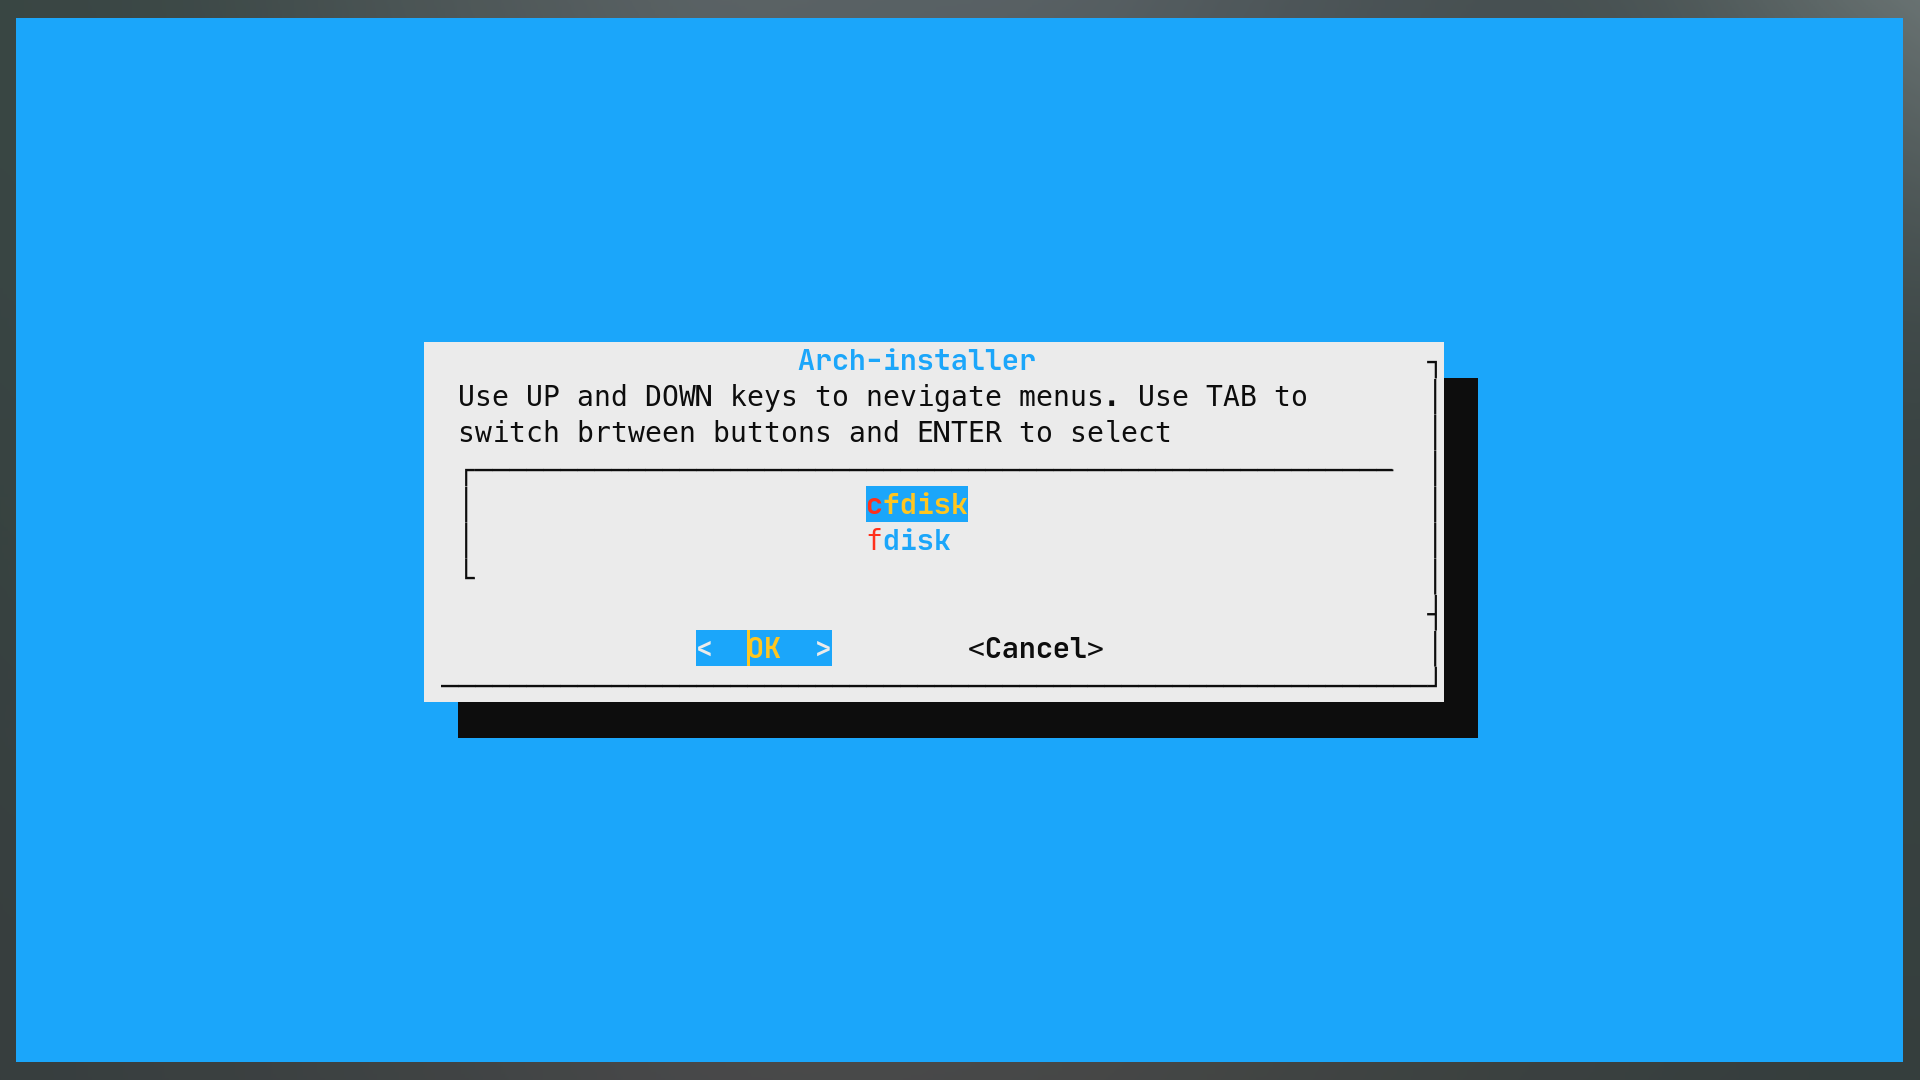 Arch-installer
Use UP and DOWN keys to nevigate menus. Use TAB to
switch brtween buttons and ENTER to select
cfdisk
fdisk
<  OK  > <Cancel>